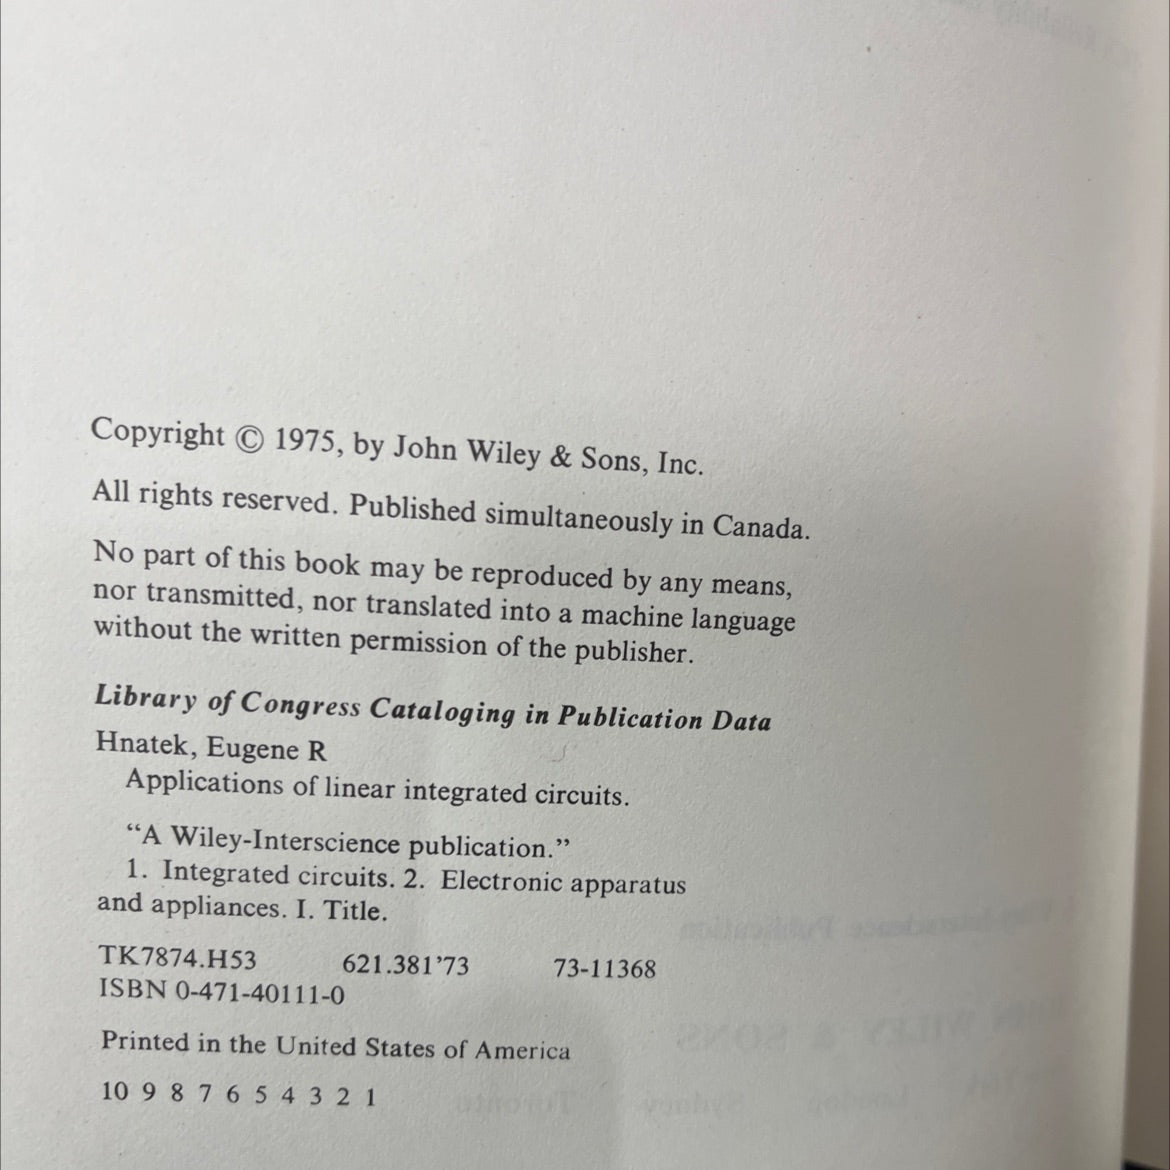 Copyright © 1975, by John Wiley & Sons, Inc.
All rights reserved. Published simultaneously in Canada.
No part of this book may be reproduced by any means,
nor transmitted, nor translated into a machine language
without the written permission of the publisher.
Library of Congress Cataloging in Publication Data
Hnatek, Eugene R
Applications of linear integrated circuits.
“A Wiley-Interscience publication.”
1. Integrated circuits. 2. Electronic apparatus
and appliances. I. Title.
TK7874.H53 621.381’73 73-11368
ISBN 0-471-40111-0
Printed in the United States of America
10 9 8 7 6 5 4 3 2 1